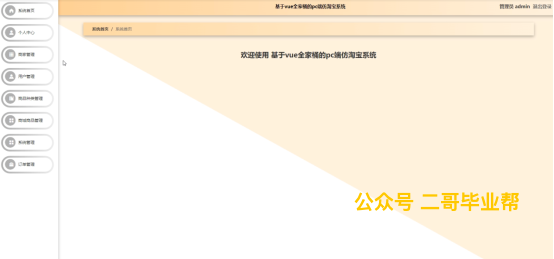 基于vue全家桶的pc端仿淘宝系统
管理员 admin 退出登录
系统首页
个人中心
商家管理
用户管理
商品分类管理
商城商品管理
系统管理
订单管理
系统首页 / 系统首页
欢迎使用 基于vue全家桶的pc端仿淘宝系统
公众号 二哥毕业帮